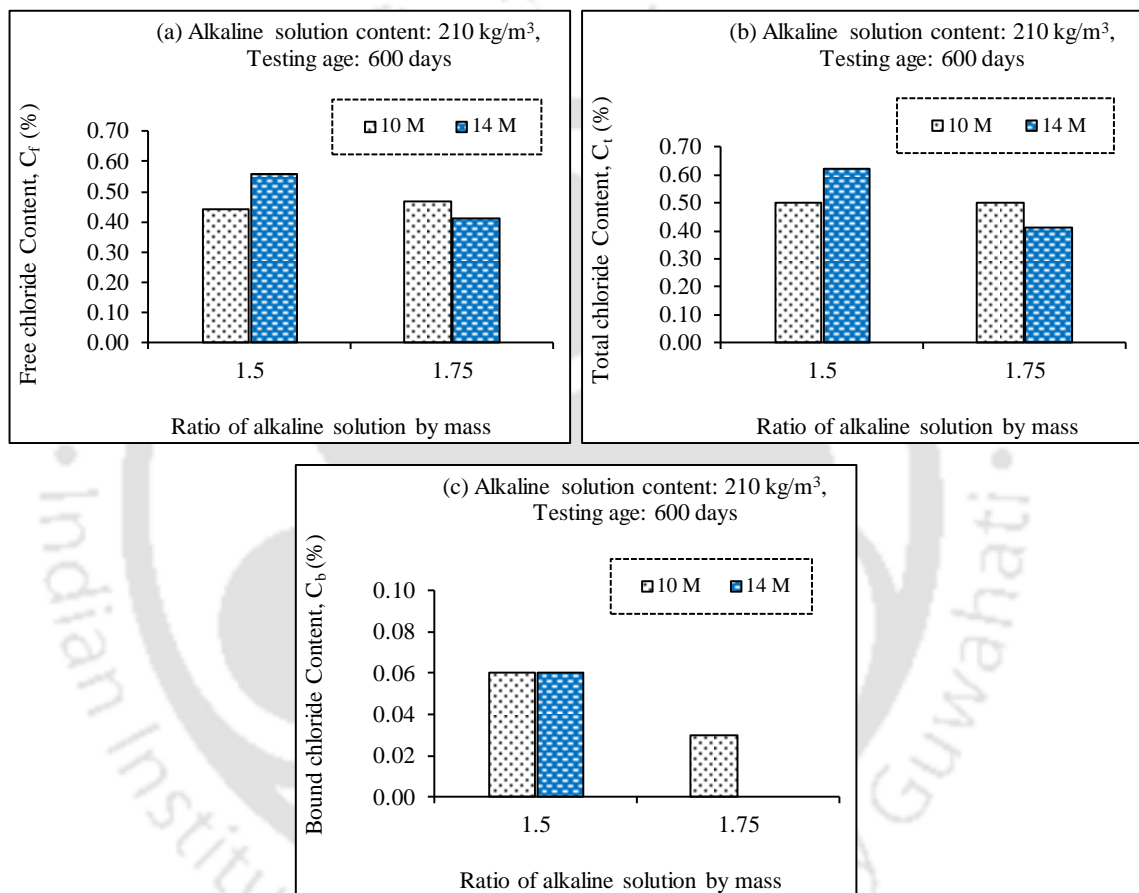 (a) Alkaline solution content: 210 kg/m³,
Testing age: 600 days
Free chloride Content, C_f (%)
10 M
14 M
0.70
0.60
0.50
0.40
0.30
0.20
0.10
0.00
1.5
1.75
Ratio of alkaline solution by mass
(b) Alkaline solution content: 210 kg/m³,
Testing age: 600 days
Total chloride Content, C_t (%)
10 M
14 M
0.70
0.60
0.50
0.40
0.30
0.20
0.10
0.00
1.5
1.75
Ratio of alkaline solution by mass
(c) Alkaline solution content: 210 kg/m³,
Testing age: 600 days
Bound chloride Content, C_b (%)
10 M
14 M
0.10
0.08
0.06
0.04
0.02
0.00
1.5
1.75
Ratio of alkaline solution by mass
Indian Institu
Guwahati